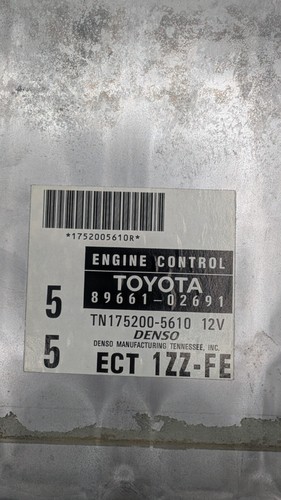 *1752005610R*
ENGINE CONTROL
TOYOTA
89661-02691
5
TN175200-5610 12V
DENSO
DENSO MANUFACTURING TENNESSEE, INC.
5
ECT 1ZZ-FE